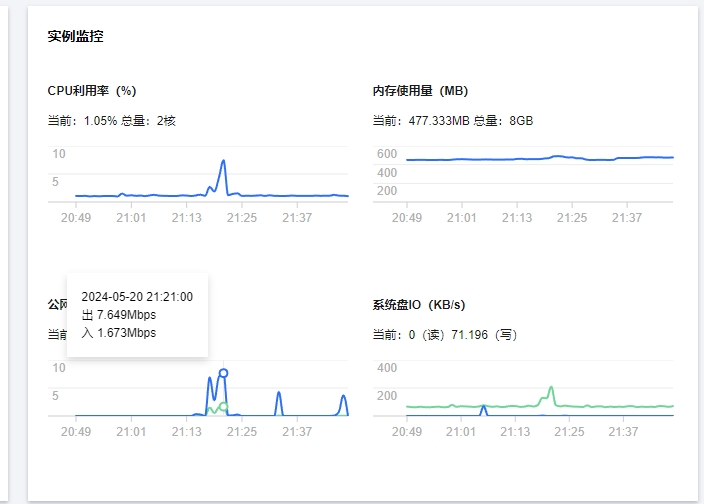 实例监控
CPU利用率（%）
当前：1.05% 总量：2核
10
5
20:49 21:01 21:13 21:25 21:37
内存使用量（MB）
当前：477.333MB 总量：8GB
600
400
200
20:49 21:01 21:13 21:25 21:37
公网
当前
2024-05-20 21:21:00
出 7.649Mbps
入 1.673Mbps
10
5
20:49 21:01 21:13 21:25 21:37
系统盘IO（KB/s）
当前：0（读）71.196（写）
400
200
20:49 21:01 21:13 21:25 21:37